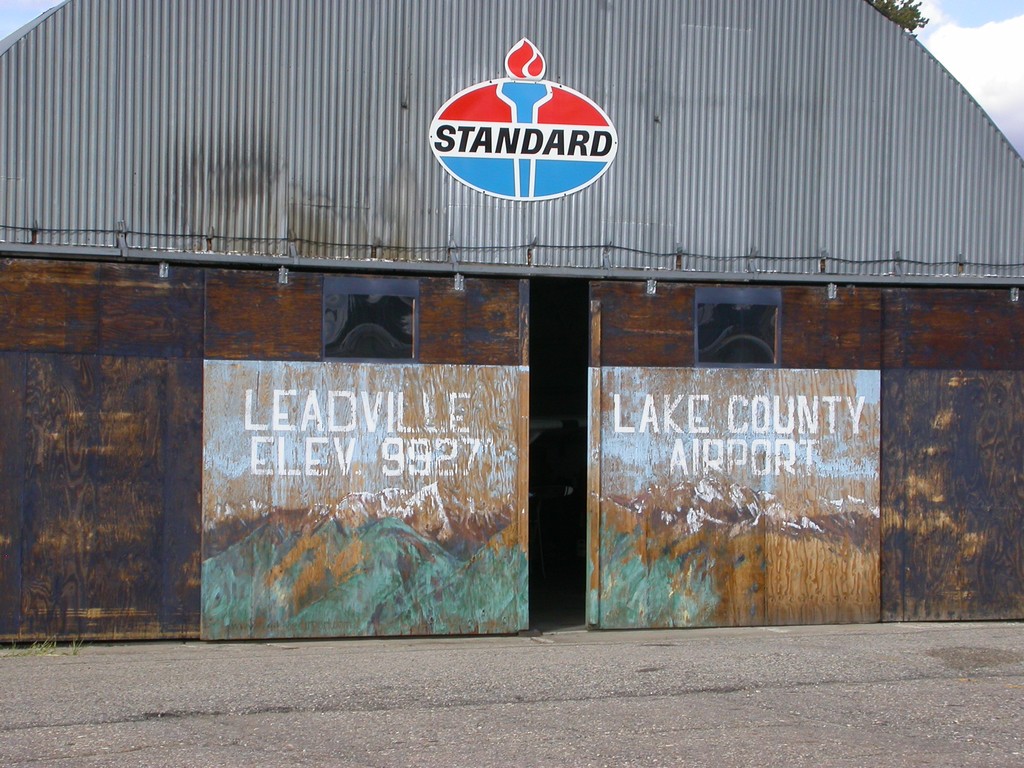 STANDARD
LEADVILLE
ELEV. 9927'
LAKE COUNTY
AIRPORT